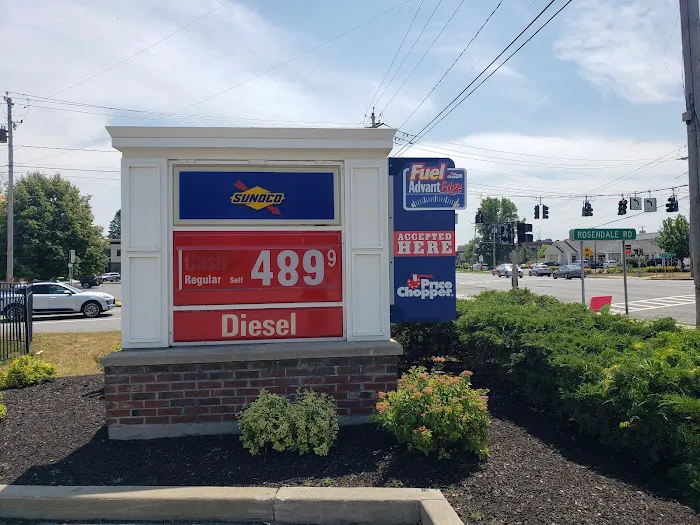 SUNOCO
Cash
Regular Self 489 9
Diesel
Fuel
AdvantEdge
ACCEPTED
HERE
Price
Chopper
ROSENDALE RD